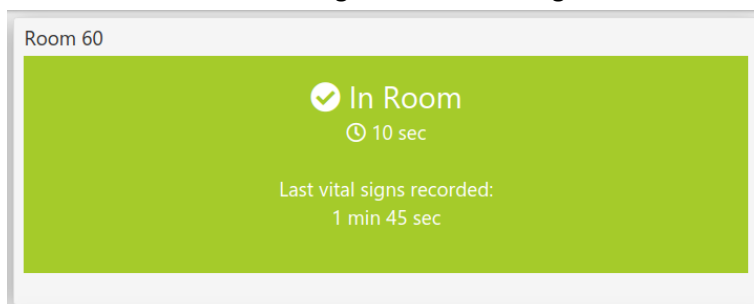 Room 60
In Room
10 sec
Last vital signs recorded:
1 min 45 sec